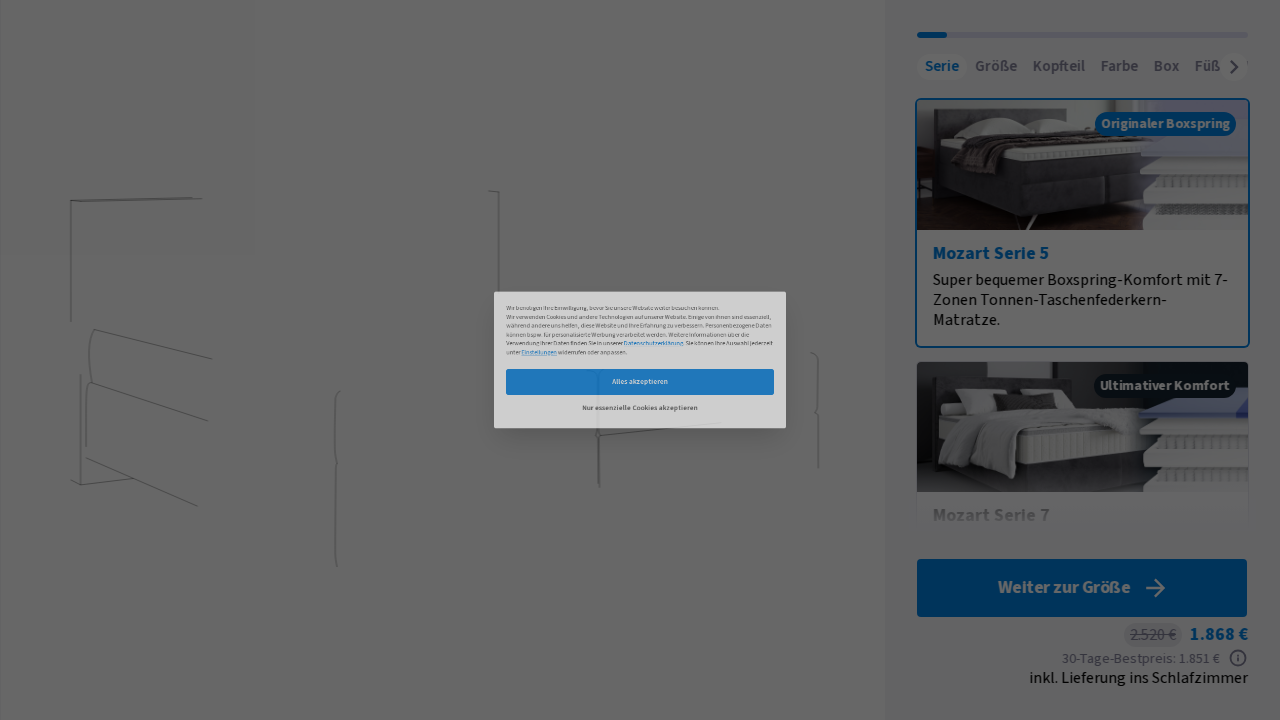 Serie Größe Kopfteil Farbe Box Füß
Originaler Boxspring
Mozart Serie 5
Super bequemer Boxspring-Komfort mit 7-
Zonen Tonnen-Taschenfederkern-
Matratze.
Ultimativer Komfort
Mozart Serie 7
Weiter zur Größe
2.520 € 1.868 €
30-Tage-Bestpreis: 1.851 €
inkl. Lieferung ins Schlafzimmer
Wir benötigen Ihre Einwilligung, bevor Sie unsere Website weiter besuchen können.
Wir verwenden Cookies und andere Technologien auf unserer Website. Einige von ihnen sind essenziell,
während andere uns helfen, diese Website und Ihre Erfahrung zu verbessern. Personenbezogene Daten
können bspw. für personalisierte Werbung verarbeitet werden. Weitere Informationen über die
Verwendung Ihrer Daten finden Sie in unserer Datenschutzerklärung. Sie können Ihre Auswahl jederzeit
unter Einstellungen widerrufen oder anpassen.
Alles akzeptieren
Nur essenzielle Cookies akzeptieren